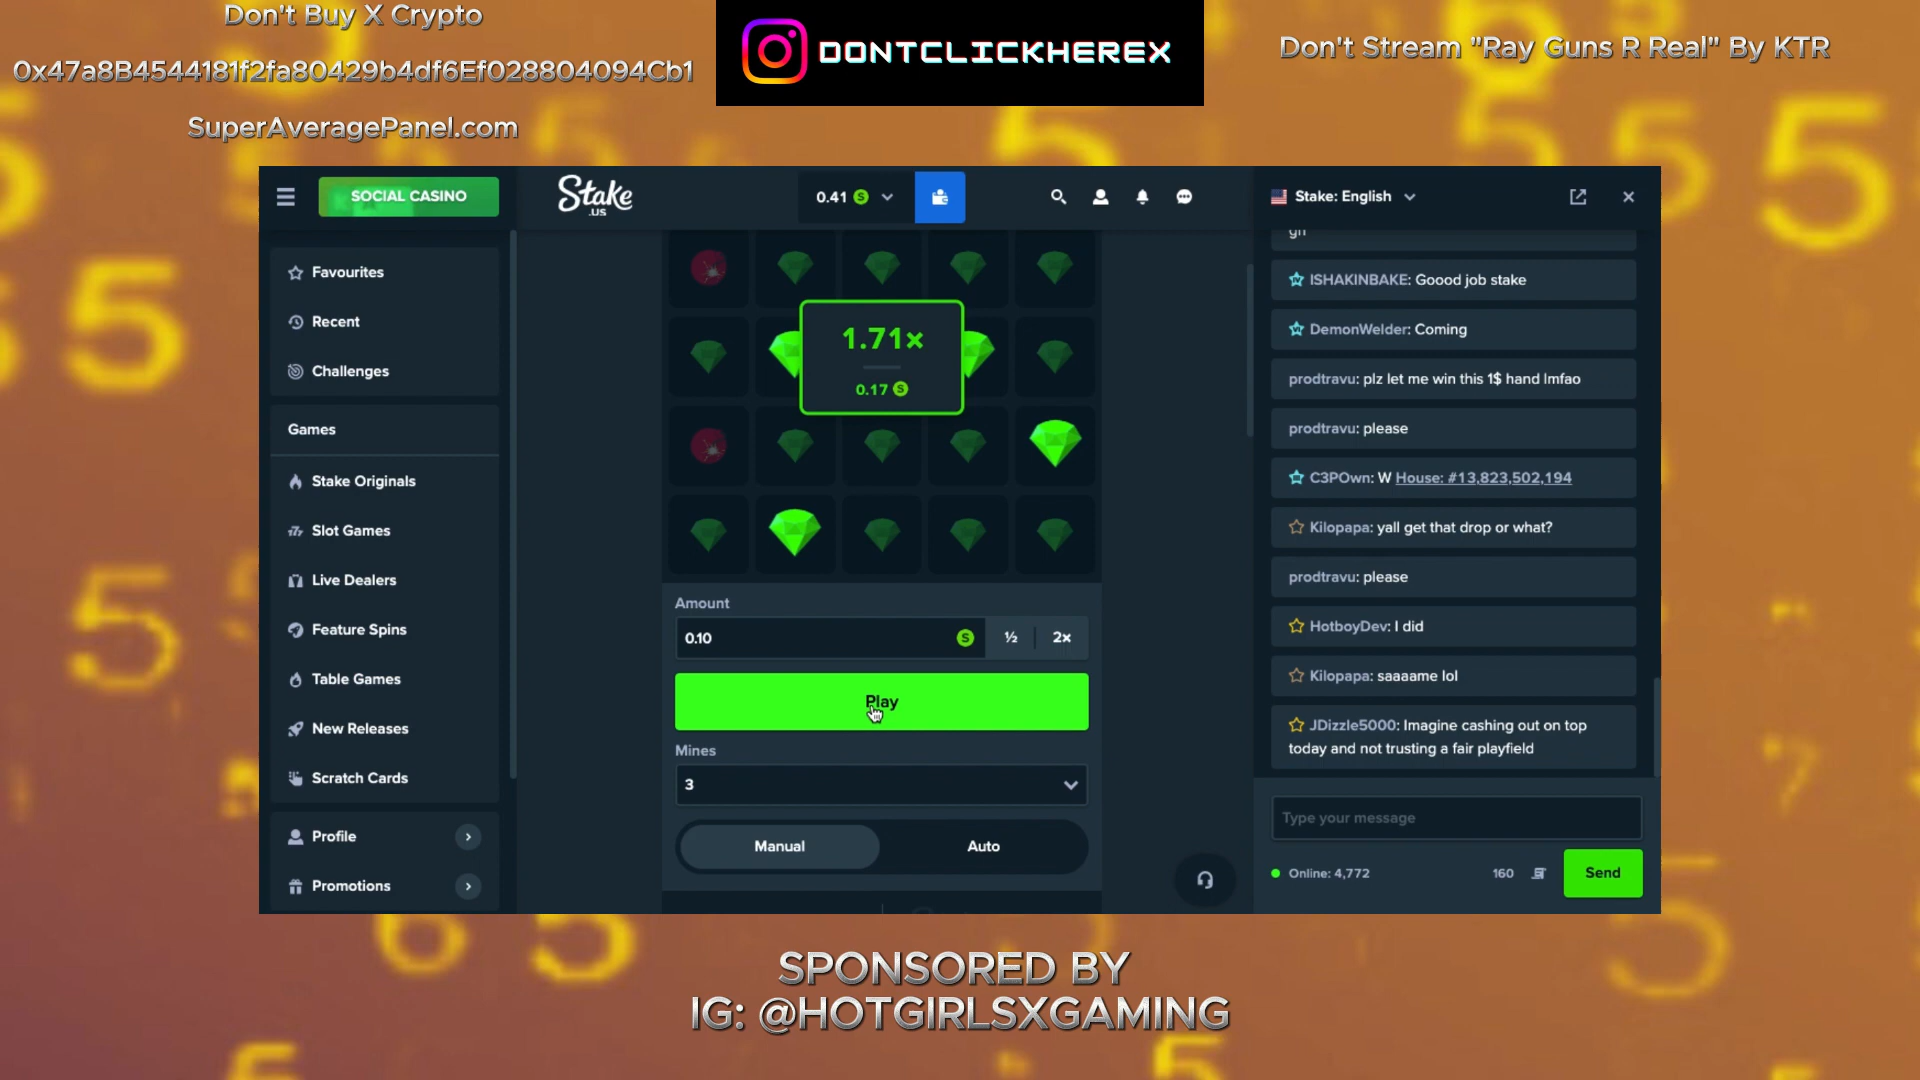 Don't Buy X Crypto
0x47a8B4544181f2fa80429b4df6Ef028804094Cb1
SuperAveragePanel.com
DONTCLICKHEREX
Don't Stream "Ray Guns R Real" By KTR
SOCIAL CASINO
Stake
.US
0.41
Stake: English
Favourites
Recent
Challenges
Games
Stake Originals
Slot Games
Live Dealers
Feature Spins
Table Games
New Releases
Scratch Cards
Profile
Promotions
1.71×
0.17
Amount
0.10
½
2×
Play
Mines
3
Manual
Auto
ISHAKINBAKE: Goood job stake
DemonWelder: Coming
prodtravu: plz let me win this 1$ hand lmfao
prodtravu: please
C3POwn: W House: #13,823,502,194
Kilopapa: yall get that drop or what?
prodtravu: please
HotboyDev: I did
Kilopapa: saaaame lol
JDizzle5000: Imagine cashing out on top
today and not trusting a fair playfield
Type your message
Online: 4,772
160
Send
SPONSORED BY
IG: @HOTGIRLSXGAMING